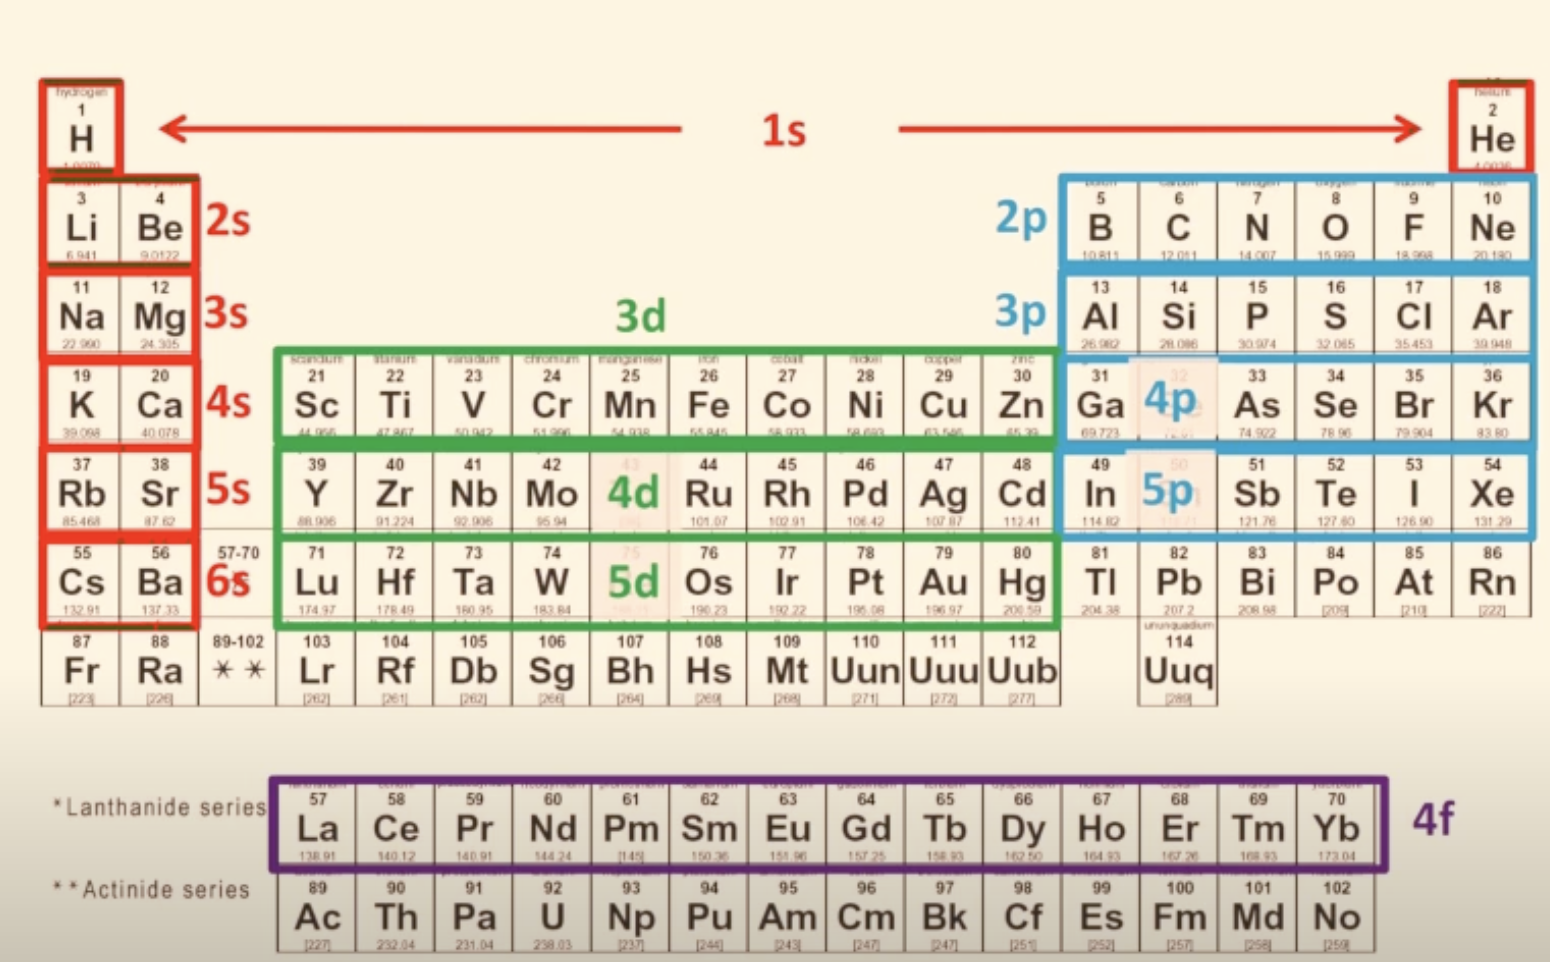 hydrogen helium
1 2
H 1s He
1.0079 4.0026
3 4 5 6 7 8 9 10
Li Be 2s 2p B C N O F Ne
6.941 9.0122 10.811 12.011 14.007 15.999 18.998 20.180
11 12 13 14 15 16 17 18
Na Mg 3s 3d 3p Al Si P S Cl Ar
22.990 24.305 26.982 28.086 30.974 32.065 35.453 39.948
scandium titanium vanadium chromium manganese iron cobalt nickel copper zinc
19 20 21 22 23 24 25 26 27 28 29 30 31 32 33 34 35 36
K Ca 4s Sc Ti V Cr Mn Fe Co Ni Cu Zn Ga 4p As Se Br Kr
39.098 40.078 44.956 47.867 50.942 51.996 54.938 55.845 58.933 58.693 63.546 65.39 69.723 74.922 78.96 79.904 83.80
37 38 39 40 41 42 43 44 45 46 47 48 49 50 51 52 53 54
Rb Sr 5s Y Zr Nb Mo 4d Ru Rh Pd Ag Cd In 5p Sb Te I Xe
85.468 87.62 88.906 91.224 92.906 95.94 101.07 102.91 106.42 107.87 112.41 114.82 121.76 127.60 126.90 131.29
55 56 57-70 71 72 73 74 75 76 77 78 79 80 81 82 83 84 85 86
Cs Ba 6s Lu Hf Ta W 5d Os Ir Pt Au Hg Tl Pb Bi Po At Rn
132.91 137.33 174.97 178.49 180.95 183.84 190.23 192.22 195.08 196.97 200.59 204.38 207.2 208.98 [209] [210] [222]
ununquadium
87 88 89-102 103 104 105 106 107 108 109 110 111 112 114
Fr Ra * * Lr Rf Db Sg Bh Hs Mt Uun Uuu Uub Uuq
[223] [226] [262] [261] [262] [266] [264] [269] [268] [271] [272] [277] [289]
57 58 59 60 61 62 63 64 65 66 67 68 69 70
*Lanthanide series La Ce Pr Nd Pm Sm Eu Gd Tb Dy Ho Er Tm Yb 4f
138.91 140.12 140.91 144.24 [145] 150.36 151.96 157.25 158.93 162.50 164.93 167.26 168.93 173.04
89 90 91 92 93 94 95 96 97 98 99 100 101 102
**Actinide series Ac Th Pa U Np Pu Am Cm Bk Cf Es Fm Md No
[227] 232.04 231.04 238.03 [237] [244] [243] [247] [247] [251] [252] [257] [258] [259]